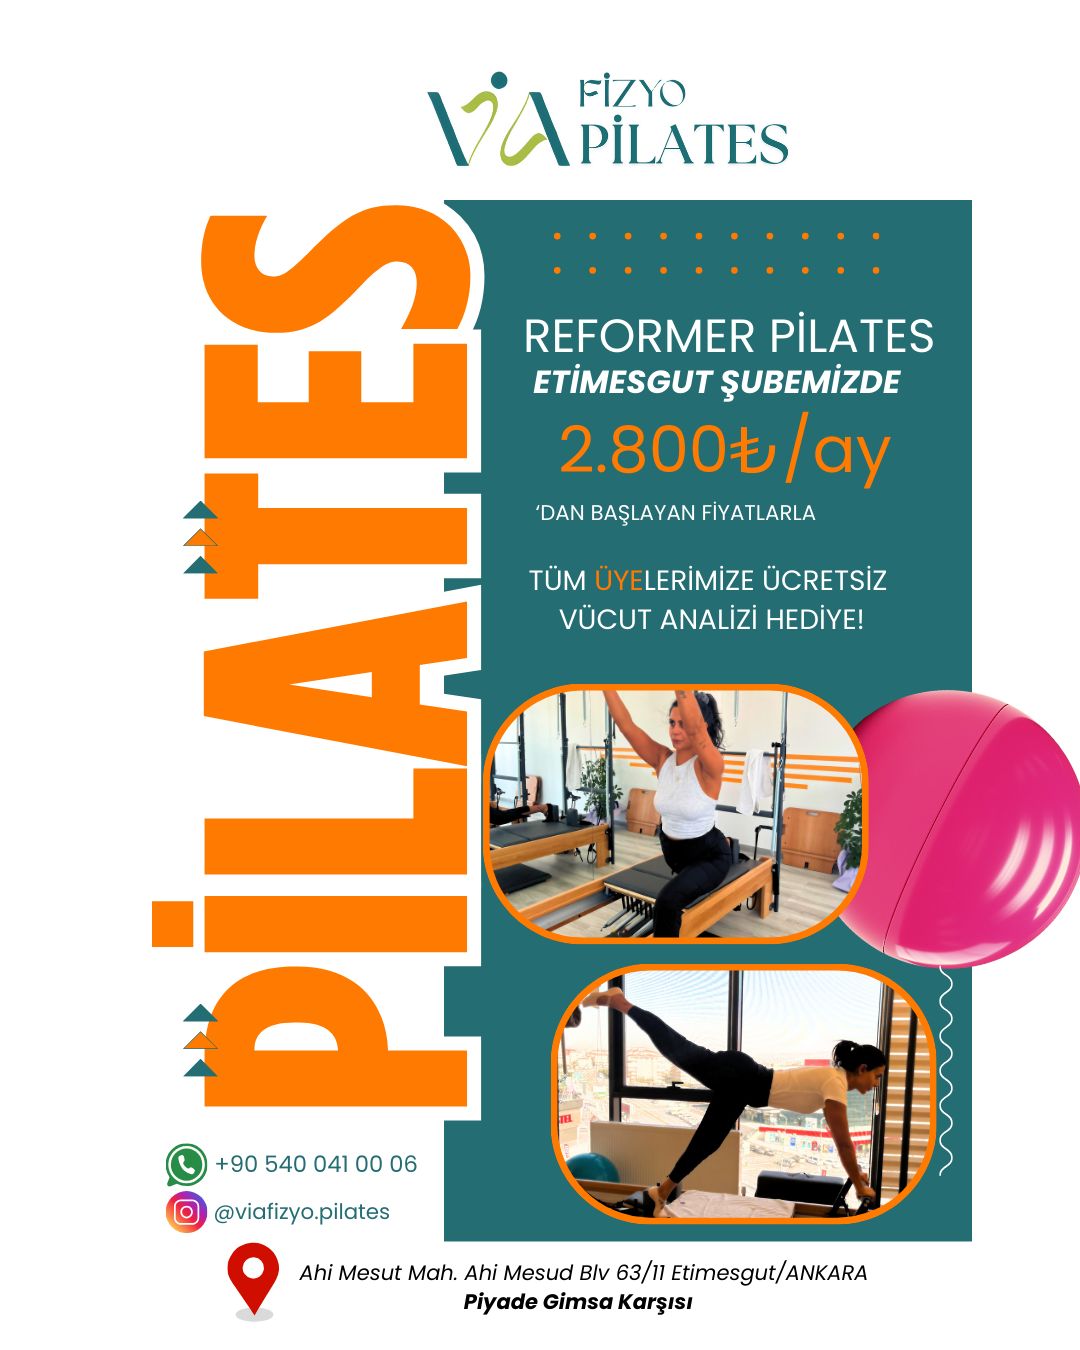 VİA FİZYO
PİLATES
PİLATES
REFORMER PİLATES
ETİMESGUT ŞUBEMİZDE
2.800₺/ay
‘DAN BAŞLAYAN FİYATLARLA
TÜM ÜYELERİMİZE ÜCRETSİZ
VÜCUT ANALİZİ HEDİYE!
+90 540 041 00 06
@viafizyo.pilates
Ahi Mesut Mah. Ahi Mesud Blv 63/11 Etimesgut/ANKARA
Piyade Gimsa Karşısı